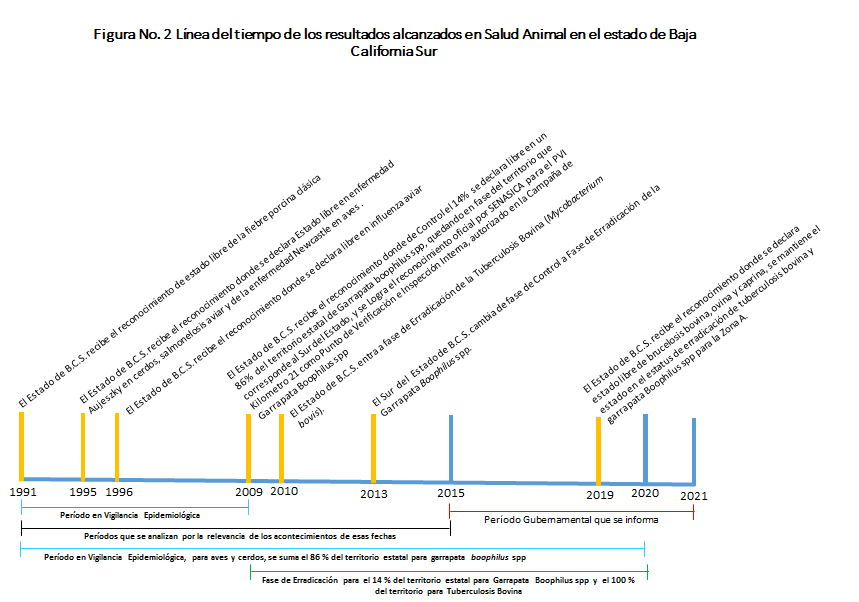 Figura No. 2 Línea del tiempo de los resultados alcanzados en Salud Animal en el estado de Baja
California Sur
El Estado de B.C.S. recibe el reconocimiento de estado libre de la fiebre porcina clásica
El Estado de B.C.S. recibe el reconocimiento donde se declara Estado libre en enfermedad
Aujeszky en cerdos, salmonelosis aviar y de la enfermedad Newcastle en aves .
El Estado de B.C.S. recibe el reconocimiento donde se declara libre en influenza aviar
El Estado de B.C.S. recibe el reconocimiento donde de Control el 14% se declara libre en un
86% del territorio estatal de Garrapata boophilus spp, quedando en fase del territorio que
corresponde al Sur del Estado, y se Logra el reconocimiento oficial por SENASICA para el PVI
Kilometro 21 como Punto de Verificación e Inspección Interna, autorizado en la Campaña de
Garrapata Boophilus spp
El Estado de B.C.S. entra a fase de Erradicación de la Tuberculosis Bovina (Mycobacterium
bovis).
El Sur del Estado de B.C.S. cambia de fase de Control a Fase de Erradicación de la
Garrapata Boophilus spp.
El Estado de B.C.S. recibe el reconocimiento donde se declara
estado libre de brucelosis bovina, ovina y caprina, se mantiene el
estado en el estatus de erradicación de tuberculosis bovina y
garrapata Boophilus spp para la Zona A.
1991 1995 1996 2009 2010 2013 2015 2019 2020 2021
Período en Vigilancia Epidemiológica
Período Gubernamental que se informa
Períodos que se analizan por la relevancia de los acontecimientos de esas fechas
Período en Vigilancia Epidemiológica, para aves y cerdos, se suma el 86 % del territorio estatal para garrapata boophilus spp
Fase de Erradicación para el 14 % del territorio estatal para Garrapata Boophilus spp y el 100 %
del territorio para Tuberculosis Bovina